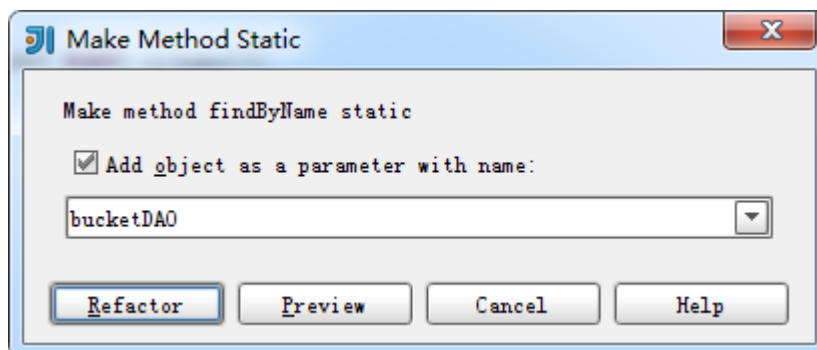 Make Method Static
Make method findByName static
Add object as a parameter with name:
bucketDAO
Refactor Preview Cancel Help